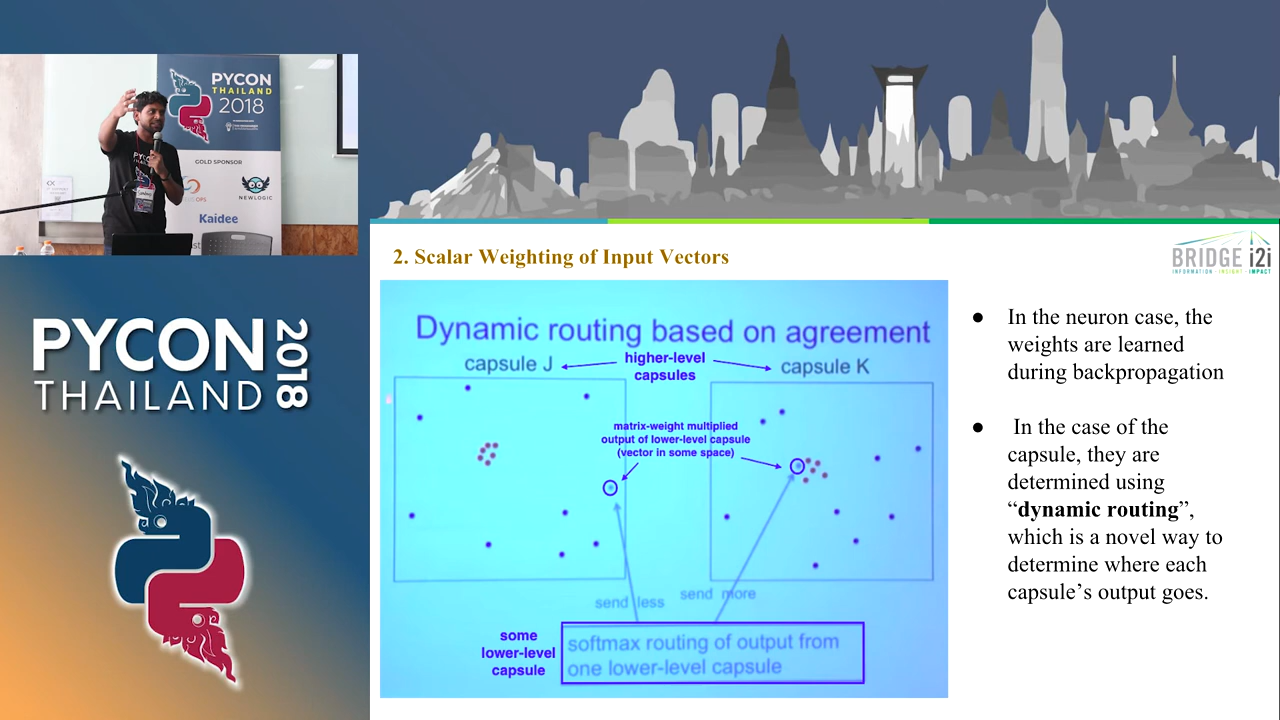 PYCON
THAILAND
2018
GOLD SPONSOR
OPS
NEWLOGIC
Kaidee
PYCON
THAILAND
2018
BRIDGE i2i
INFORMATION · INSIGHT · IMPACT
2. Scalar Weighting of Input Vectors
Dynamic routing based on agreement
capsule J
higher-level
capsules
capsule K
matrix-weight multiplied
output of lower-level capsule
(vector in some space)
send less
send more
some
lower-level
capsule
softmax routing of output from
one lower-level capsule
● In the neuron case, the
weights are learned
during backpropagation
● In the case of the
capsule, they are
determined using
“dynamic routing”,
which is a novel way to
determine where each
capsule’s output goes.